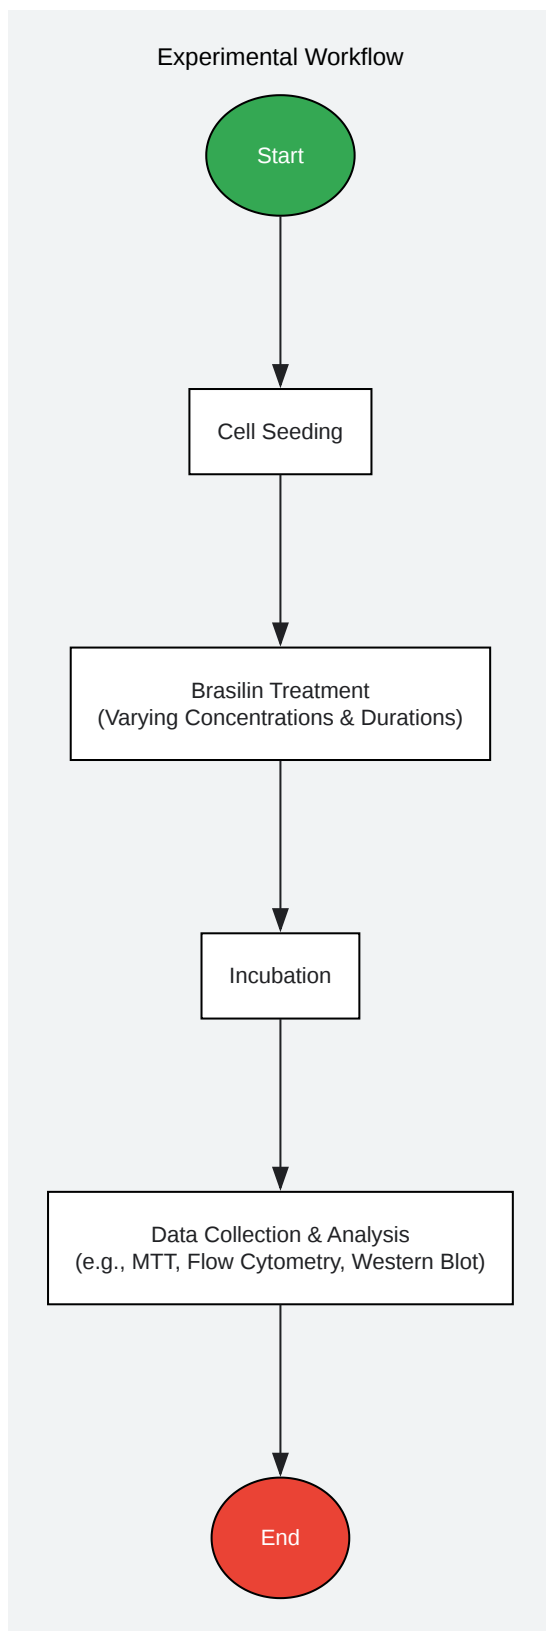 Experimental Workflow
Start
Cell Seeding
Brasilin Treatment
(Varying Concentrations & Durations)
Incubation
Data Collection & Analysis
(e.g., MTT, Flow Cytometry, Western Blot)
End